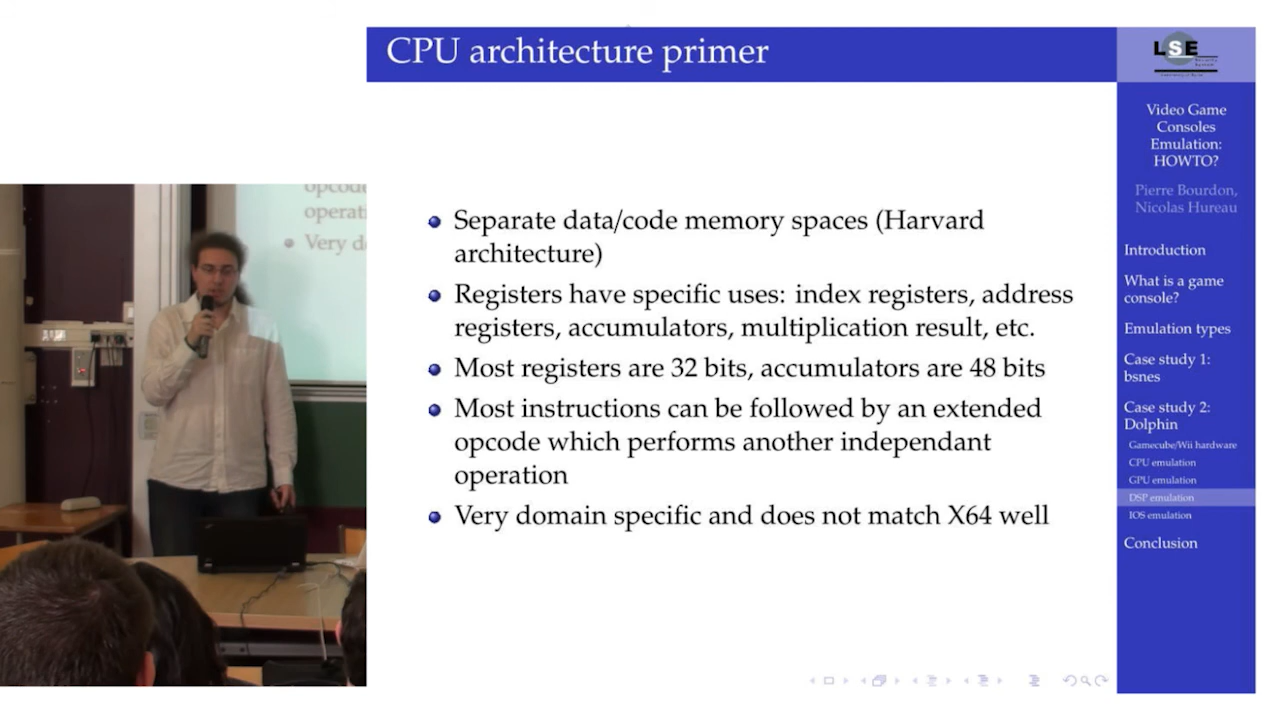 CPU architecture primer
LSE
Video Game
Consoles
Emulation:
HOWTO?
Pierre Bourdon,
Nicolas Hureau
Introduction
What is a game
console?
Emulation types
Case study 1:
bsnes
Case study 2:
Dolphin
Gamecube/Wii hardware
CPU emulation
GPU emulation
DSP emulation
IOS emulation
Conclusion
Separate data/code memory spaces (Harvard
architecture)
Registers have specific uses: index registers, address
registers, accumulators, multiplication result, etc.
Most registers are 32 bits, accumulators are 48 bits
Most instructions can be followed by an extended
opcode which performs another independant
operation
Very domain specific and does not match X64 well
opcode
operati
Very d